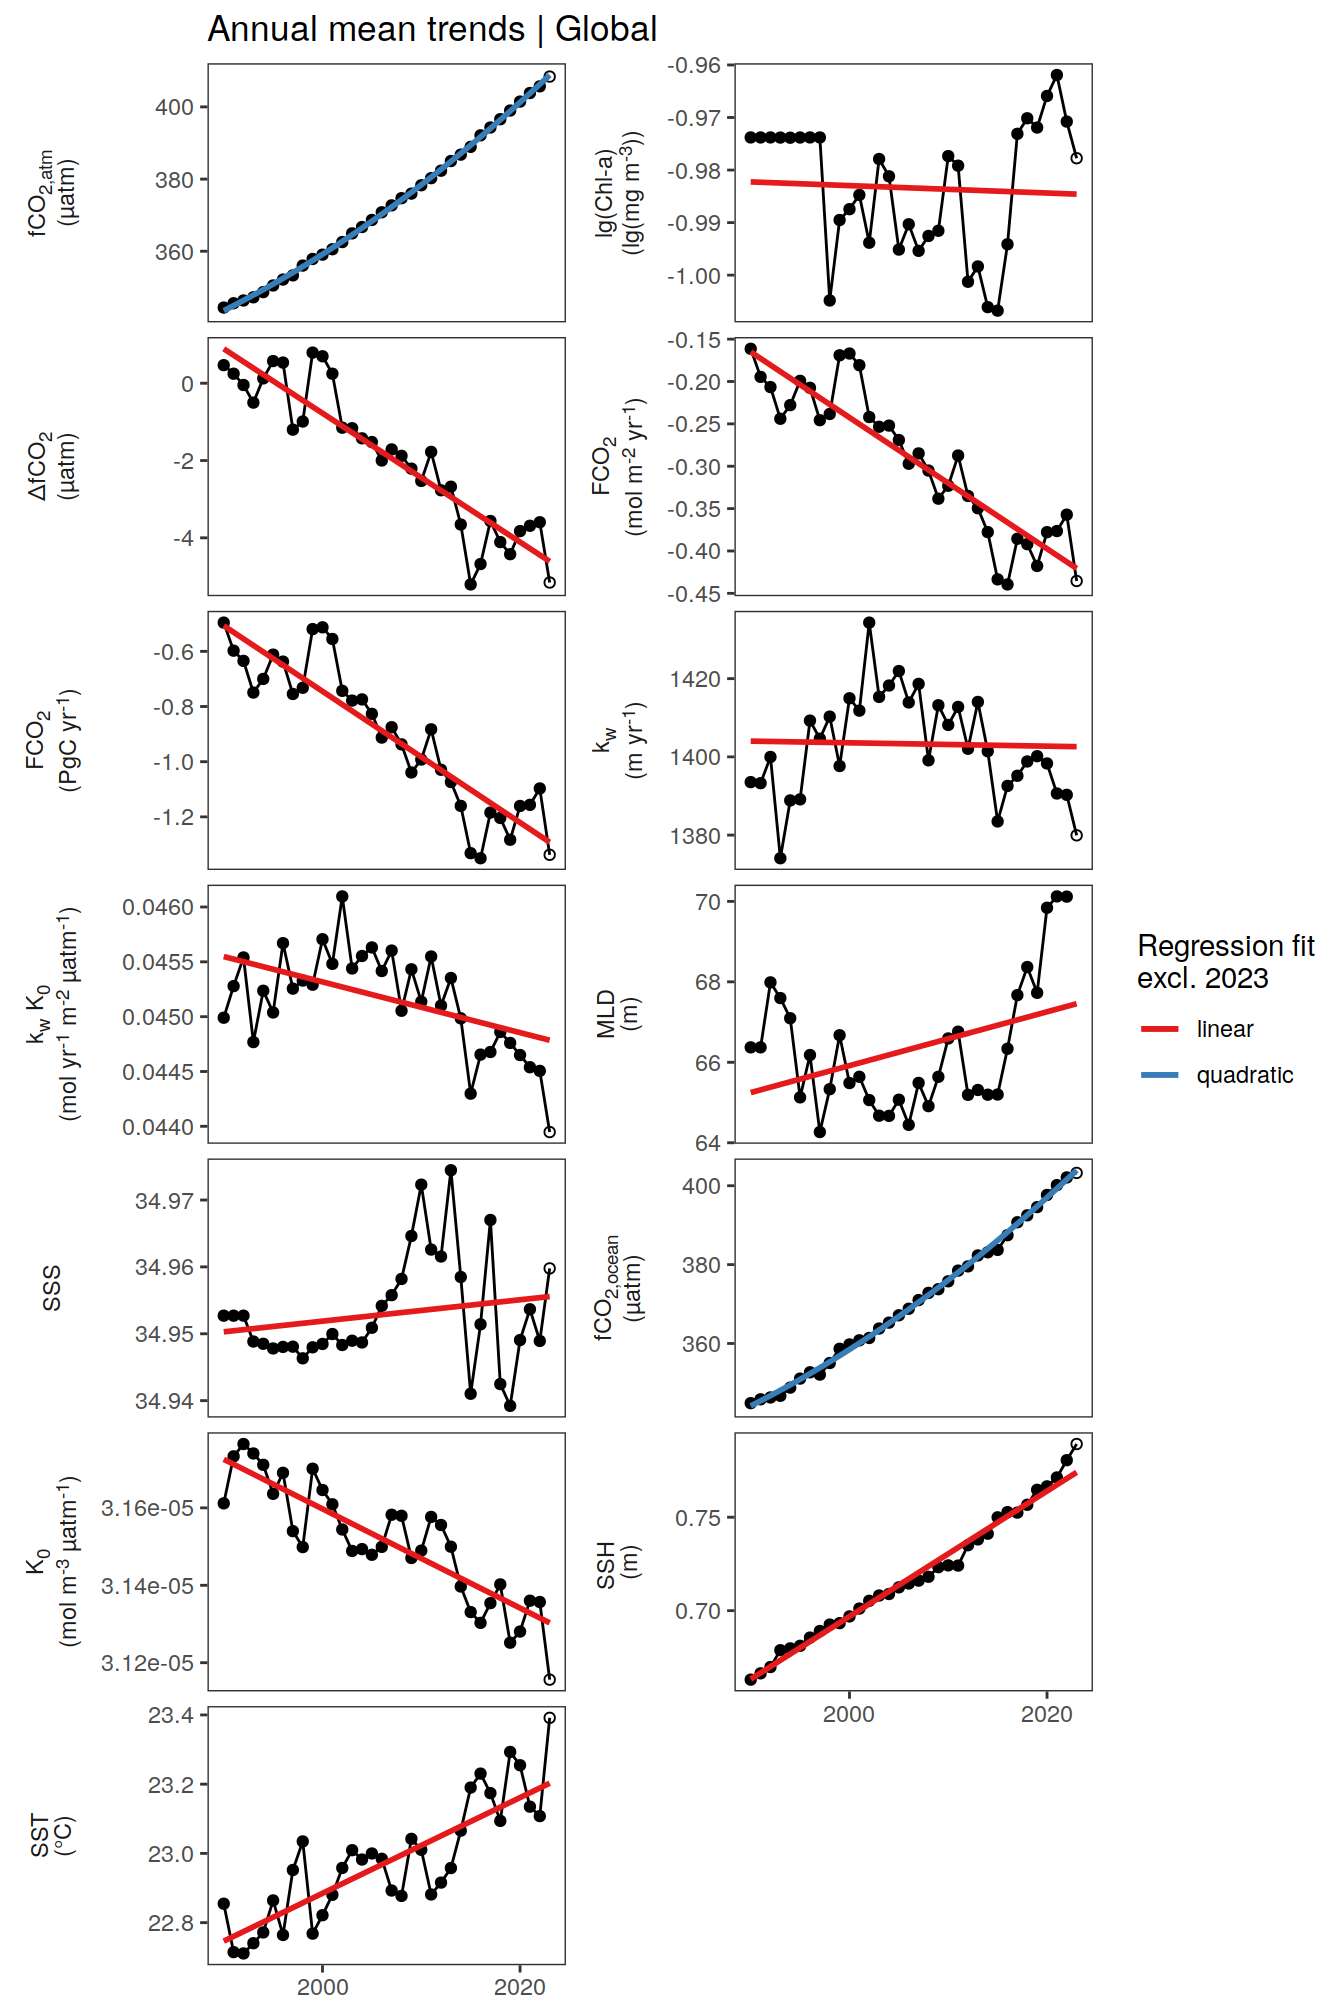 Annual mean trends | Global
fCO2,atm
(µatm)
400
380
360
lg(Chl-a)
(lg(mg m-3))
-0.96
-0.97
-0.98
-0.99
-1.00
ΔfCO2
(µatm)
0
-2
-4
FCO2
(mol m-2 yr-1)
-0.15
-0.20
-0.25
-0.30
-0.35
-0.40
-0.45
FCO2
(PgC yr-1)
-0.6
-0.8
-1.0
-1.2
kw
(m yr-1)
1420
1400
1380
kw K0
(mol yr-1 m-2 µatm-1)
0.0460
0.0455
0.0450
0.0445
0.0440
MLD
(m)
70
68
66
64
Regression fit
excl. 2023
linear
quadratic
SSS
34.97
34.96
34.95
34.94
fCO2,ocean
(µatm)
400
380
360
K0
(mol m-3 µatm-1)
3.16e-05
3.14e-05
3.12e-05
SSH
(m)
0.75
0.70
2000
2020
SST
(°C)
23.4
23.2
23.0
22.8
2000
2020